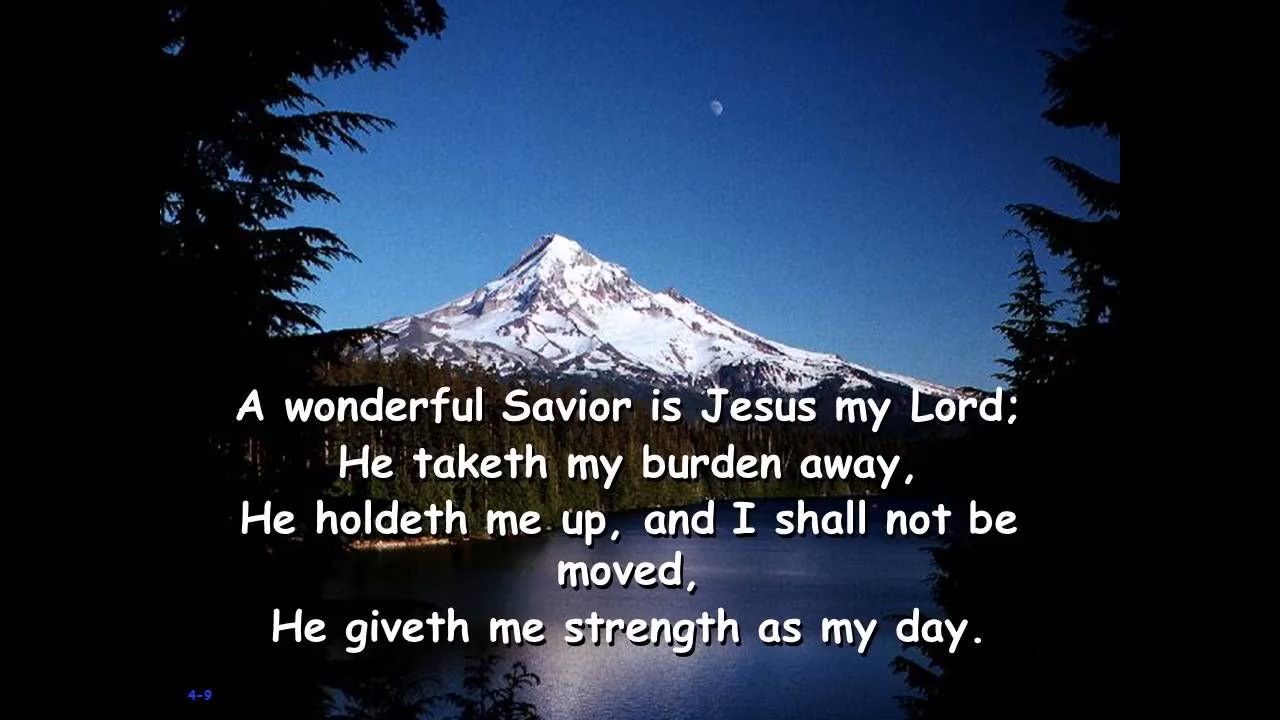 A wonderful Savior is Jesus my Lord;
He taketh my burden away,
He holdeth me up, and I shall not be
moved,
He giveth me strength as my day.
4-9